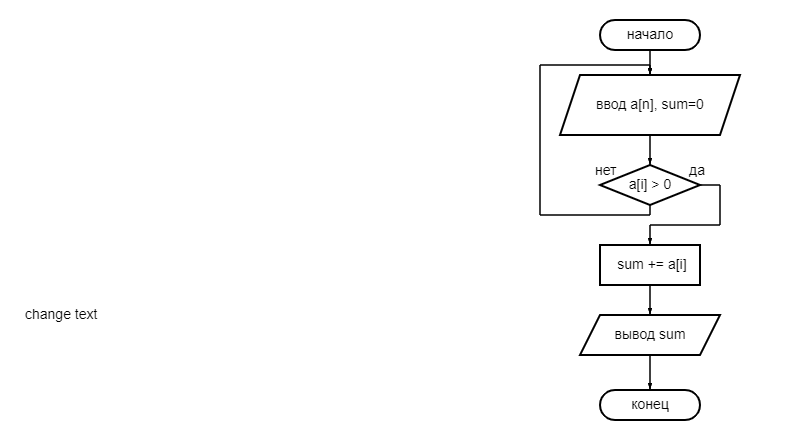 начало
ввод a[n], sum=0
нет
да
a[i] > 0
sum += a[i]
change text
вывод sum
конец